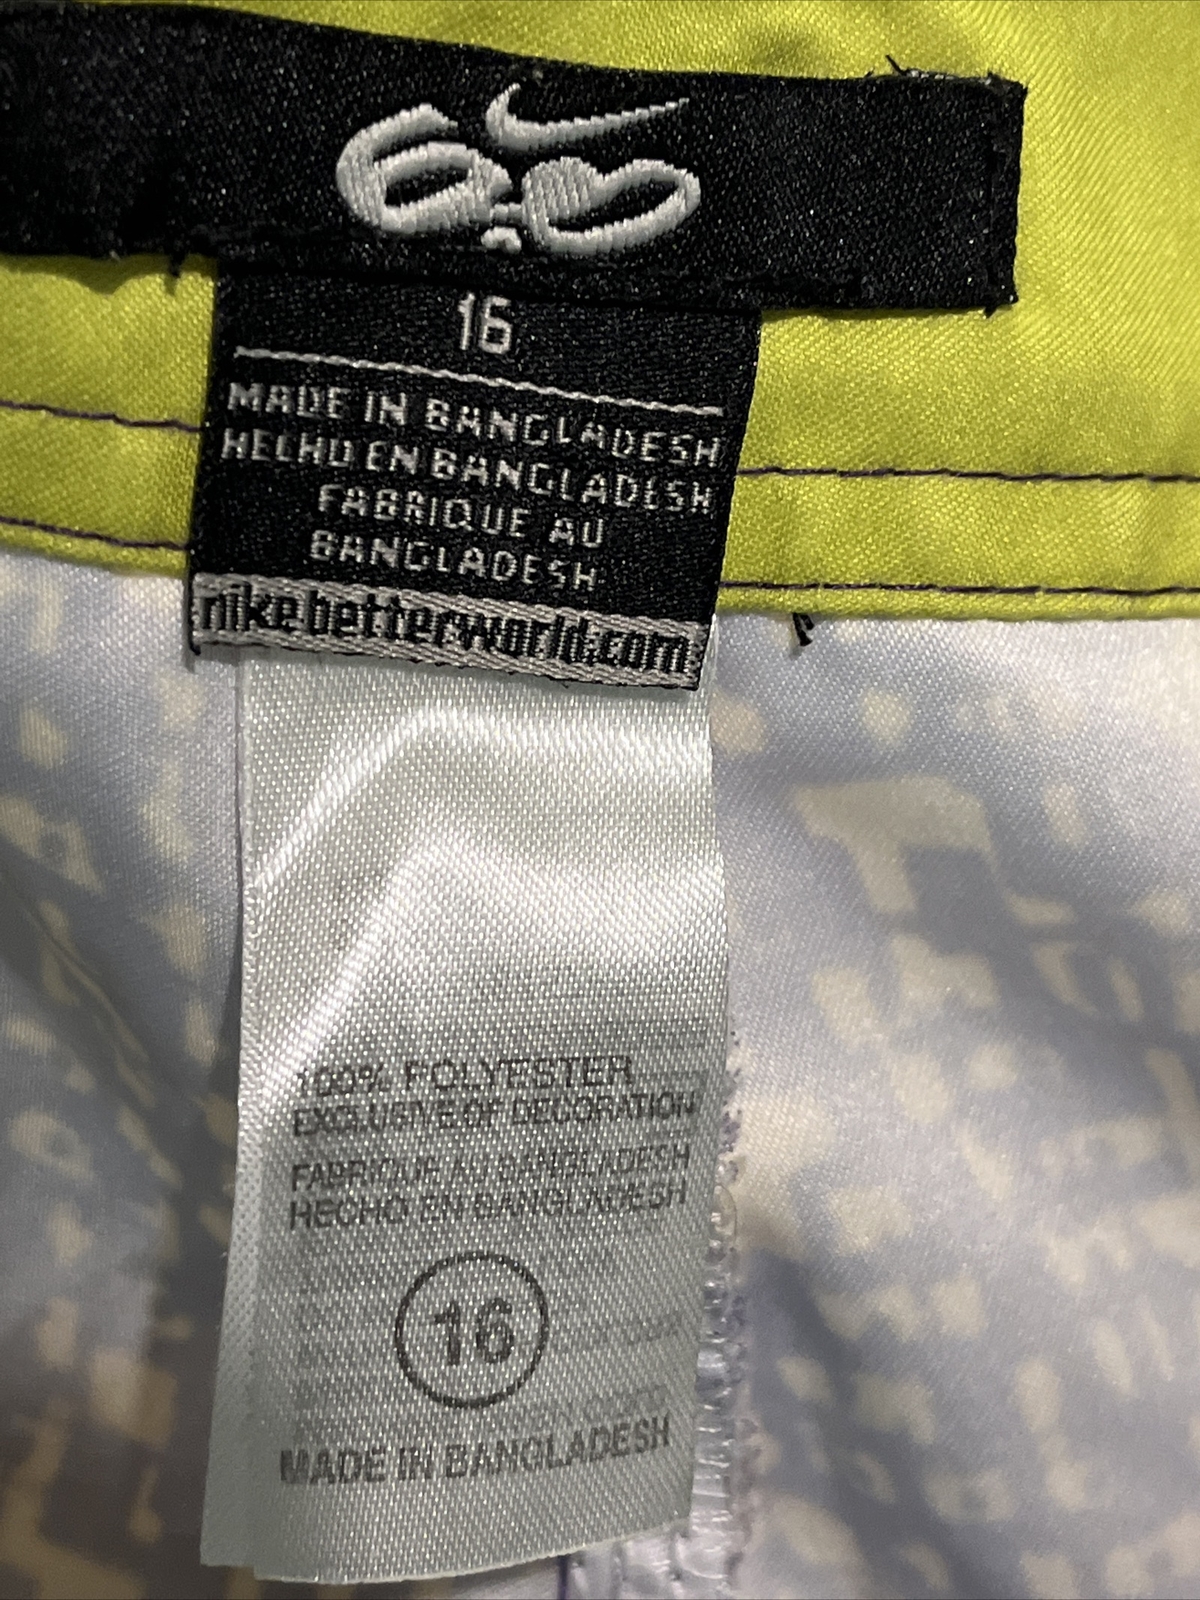 6.0
16
MADE IN BANGLADESH
HECHO EN BANGLADESH
FABRIQUE AU
BANGLADESH
nikebetterworld.com
100% POLYESTER
EXCLUSIVE OF DECORATION
FABRIQUE AU BANGLADESH
HECHO EN BANGLADESH
16
MADE IN BANGLADESH